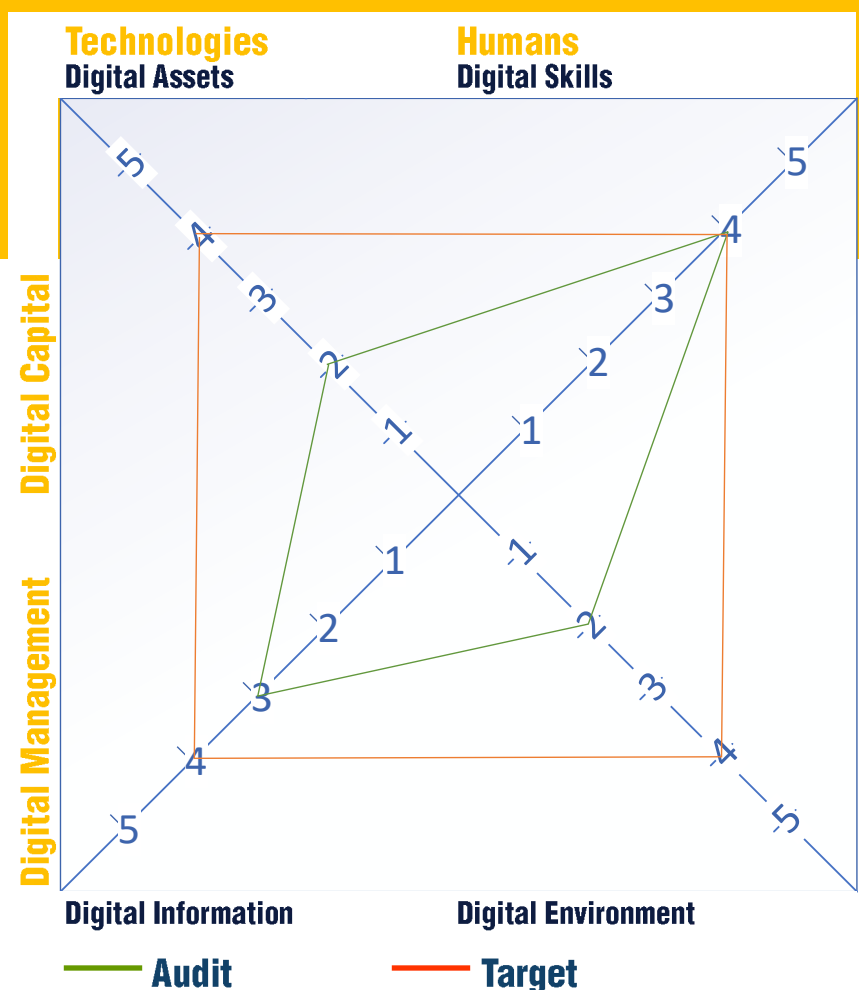 Technologies
Humans
Digital Assets
Digital Skills
5
5
4
4
3
3
2
2
1
1
1
1
2
2
3
3
4
4
5
5
Digital Capital
Digital Management
Digital Information
Digital Environment
Audit
Target